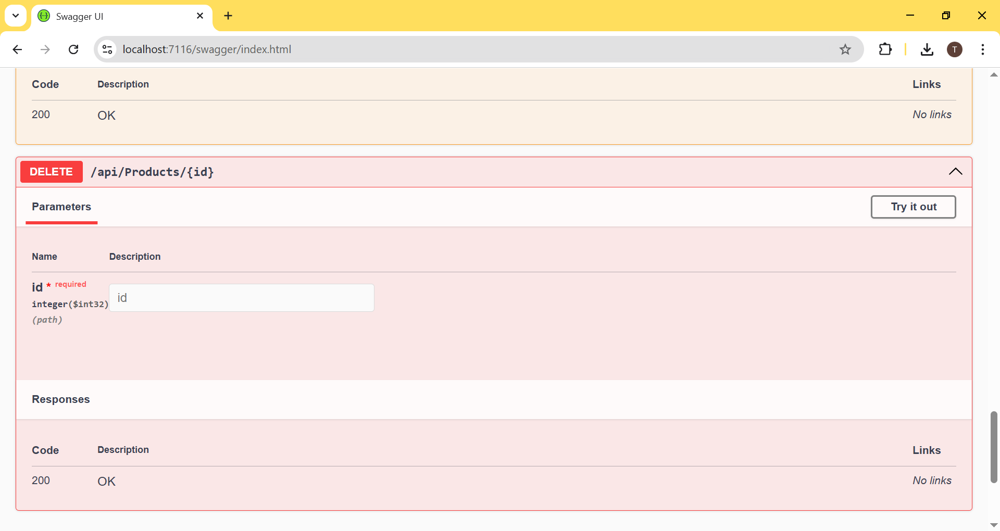 Swagger UI
localhost:7116/swagger/index.html
T
Code Description Links
200 OK No links
DELETE /api/Products/{id}
Parameters Try it out
Name Description
id * required
integer($int32)
(path)
id
Responses
Code Description Links
200 OK No links